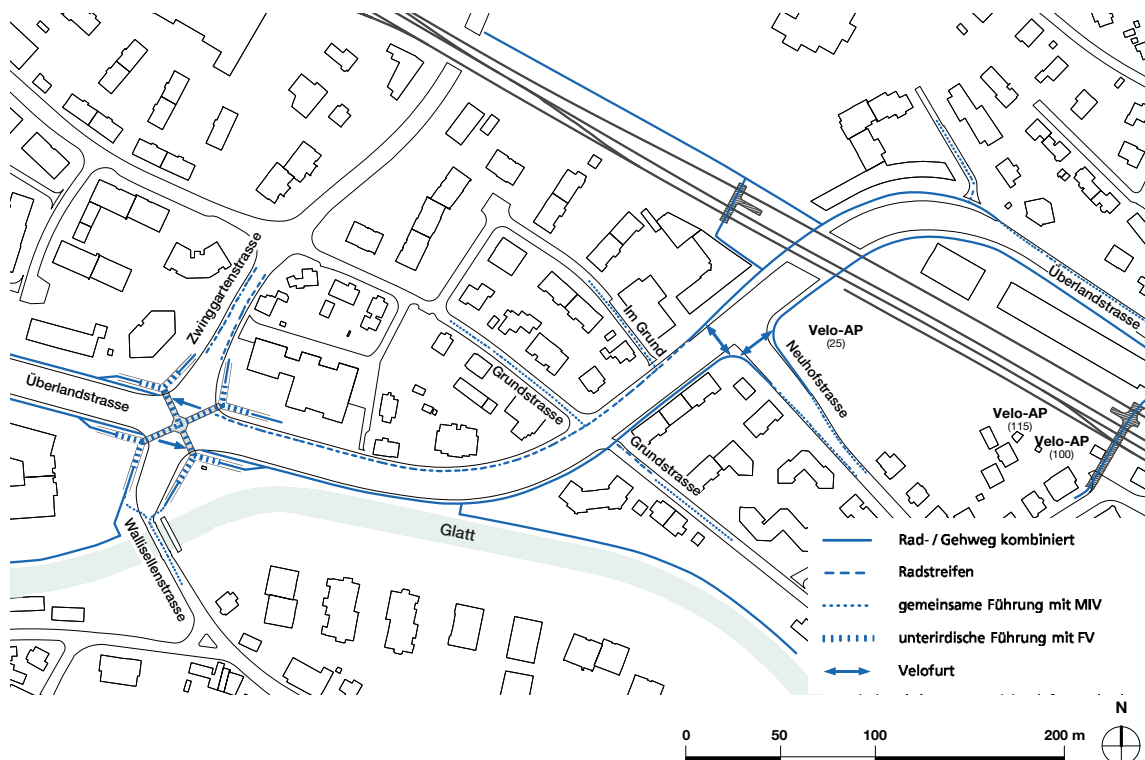 Zwinggartenstrasse
Überlandstrasse
Im Grund
Grundstrasse
Velo-AP
(25)
Neuhofstrasse
Überlandstrasse
Velo-AP
(115)
Velo-AP
(100)
Grundstrasse
Glatt
Wallisellenstrasse
Rad- / Gehweg kombiniert
Radstreifen
gemeinsame Führung mit MIV
unterirdische Führung mit FV
Velofurt
N
0 50 100 200 m